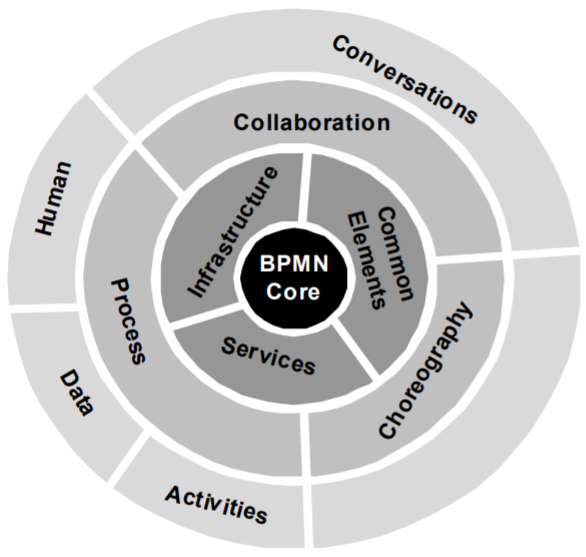 Conversations
Collaboration
Human
Infrastructure
Common
Elements
BPMN
Core
Process
Services
Choreography
Data
Activities